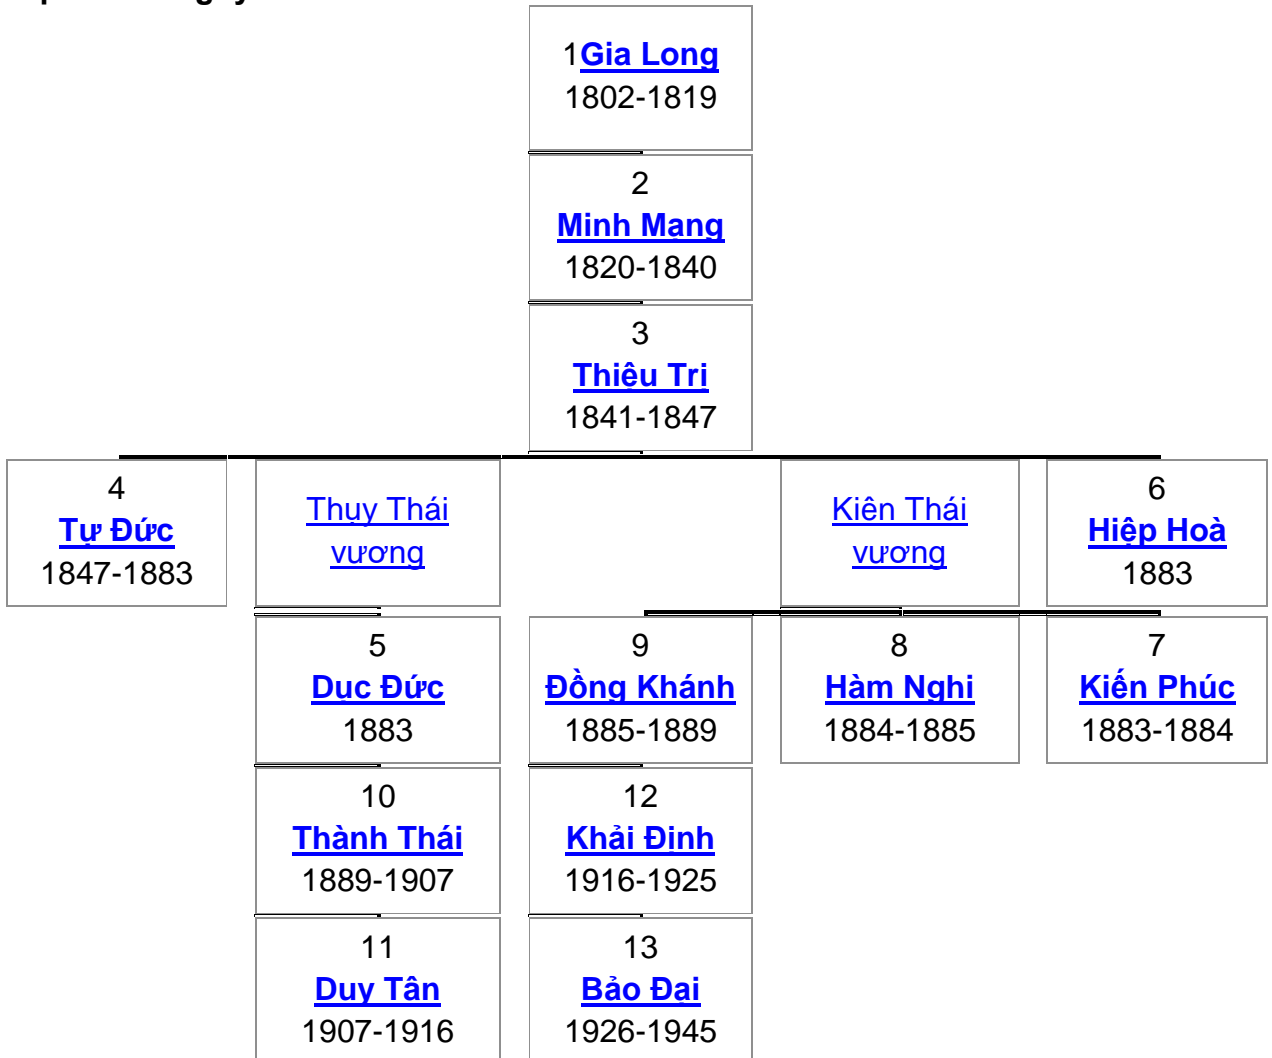 1Gia Long
1802-1819
2
Minh Mạng
1820-1840
3
Thiệu Trị
1841-1847
4
Tự Đức
1847-1883
Thụy Thái
vương
Kiên Thái
vương
6
Hiệp Hoà
1883
5
Dục Đức
1883
9
Đồng Khánh
1885-1889
8
Hàm Nghi
1884-1885
7
Kiến Phúc
1883-1884
10
Thành Thái
1889-1907
12
Khải Định
1916-1925
11
Duy Tân
1907-1916
13
Bảo Đại
1926-1945